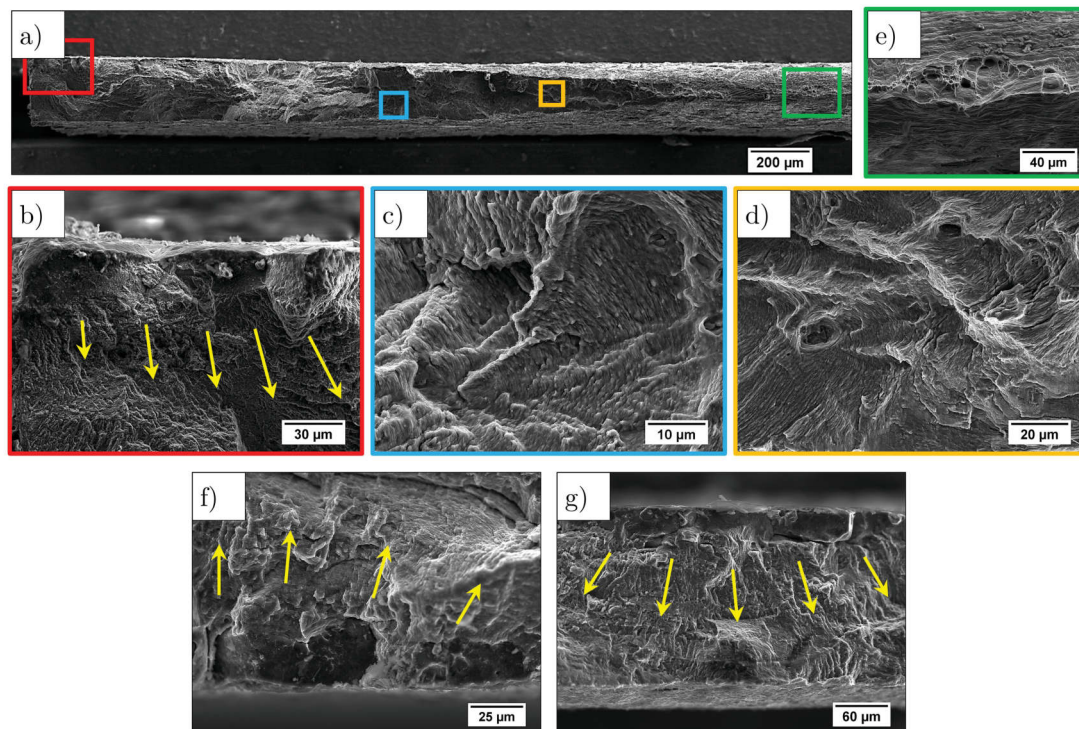 a)
200 µm
e)
40 µm
b)
30 µm
c)
10 µm
d)
20 µm
f)
25 µm
g)
60 µm